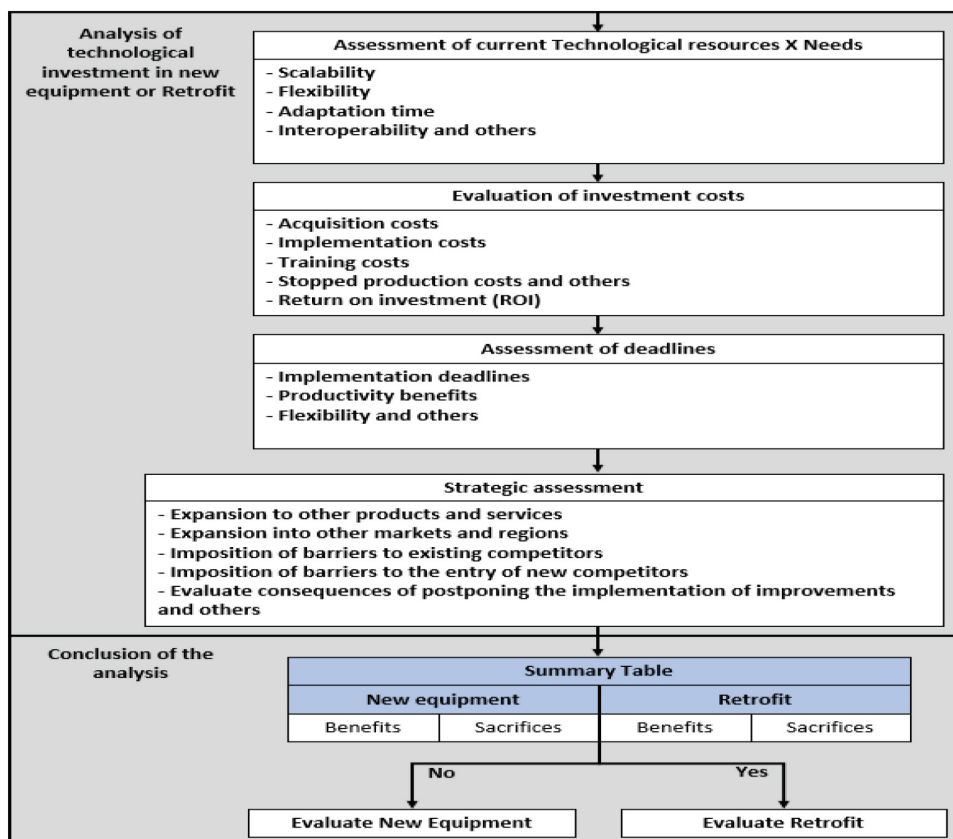 Analysis of
technological
investment in new
equipment or Retrofit
Assessment of current Technological resources X Needs
- Scalability
- Flexibility
- Adaptation time
- Interoperability and others
Evaluation of investment costs
- Acquisition costs
- Implementation costs
- Training costs
- Stopped production costs and others
- Return on investment (ROI)
Assessment of deadlines
- Implementation deadlines
- Productivity benefits
- Flexibility and others
Strategic assessment
- Expansion to other products and services
- Expansion into other markets and regions
- Imposition of barriers to existing competitors
- Imposition of barriers to the entry of new competitors
- Evaluate consequences of postponing the implementation of improvements
and others
Conclusion of the
analysis
Summary Table
New equipment
Retrofit
Benefits
Sacrifices
Benefits
Sacrifices
No
Yes
Evaluate New Equipment
Evaluate Retrofit